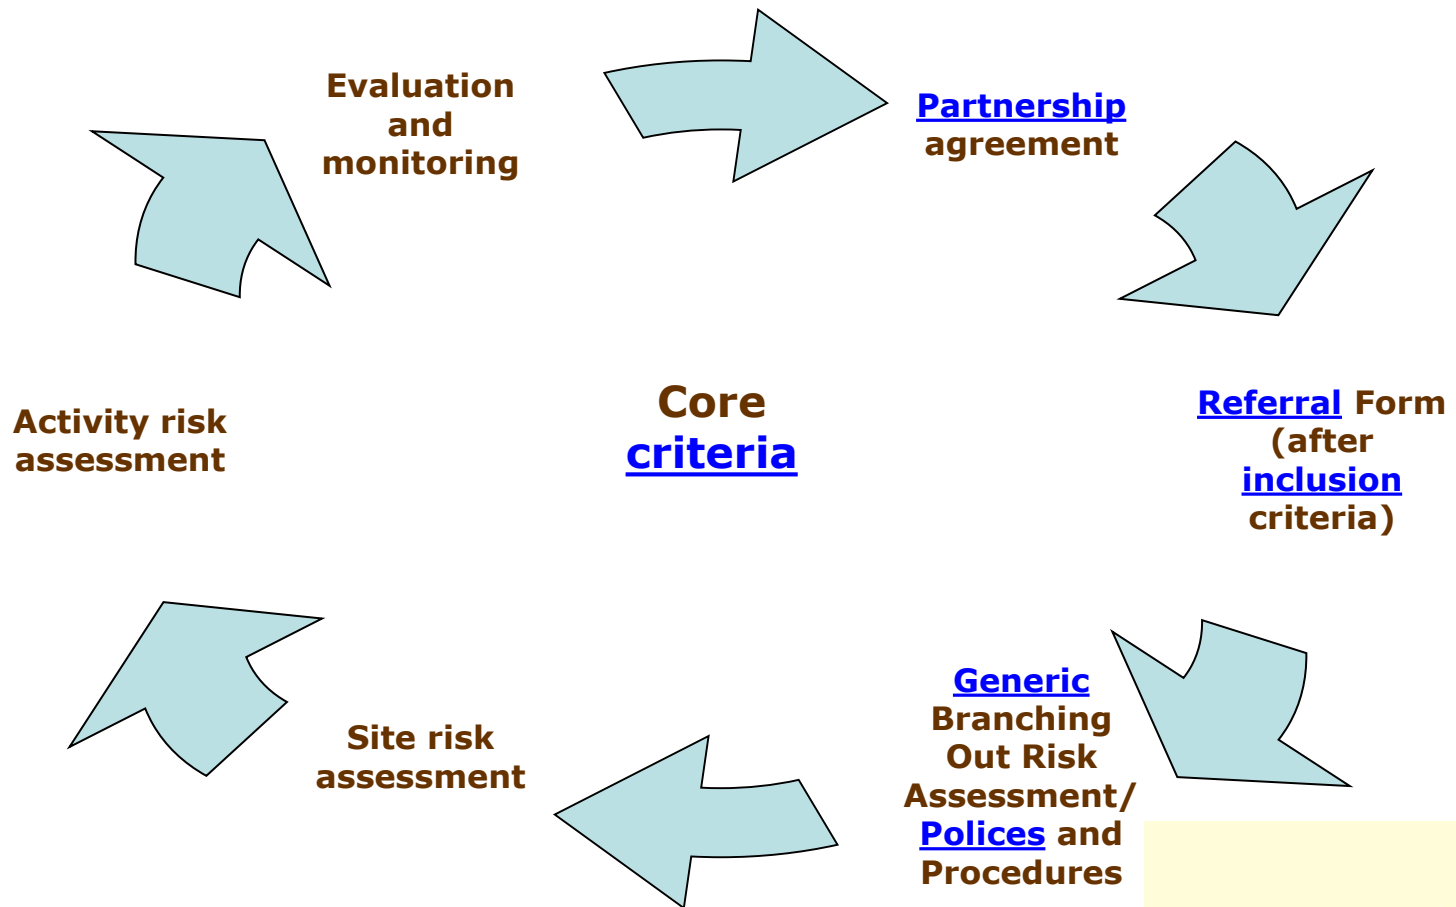 Evaluation
and
monitoring
Partnership
agreement
Core
criteria
Activity risk
assessment
Referral Form
(after
inclusion
criteria)
Generic
Branching
Out Risk
Assessment/
Polices and
Procedures
Site risk
assessment